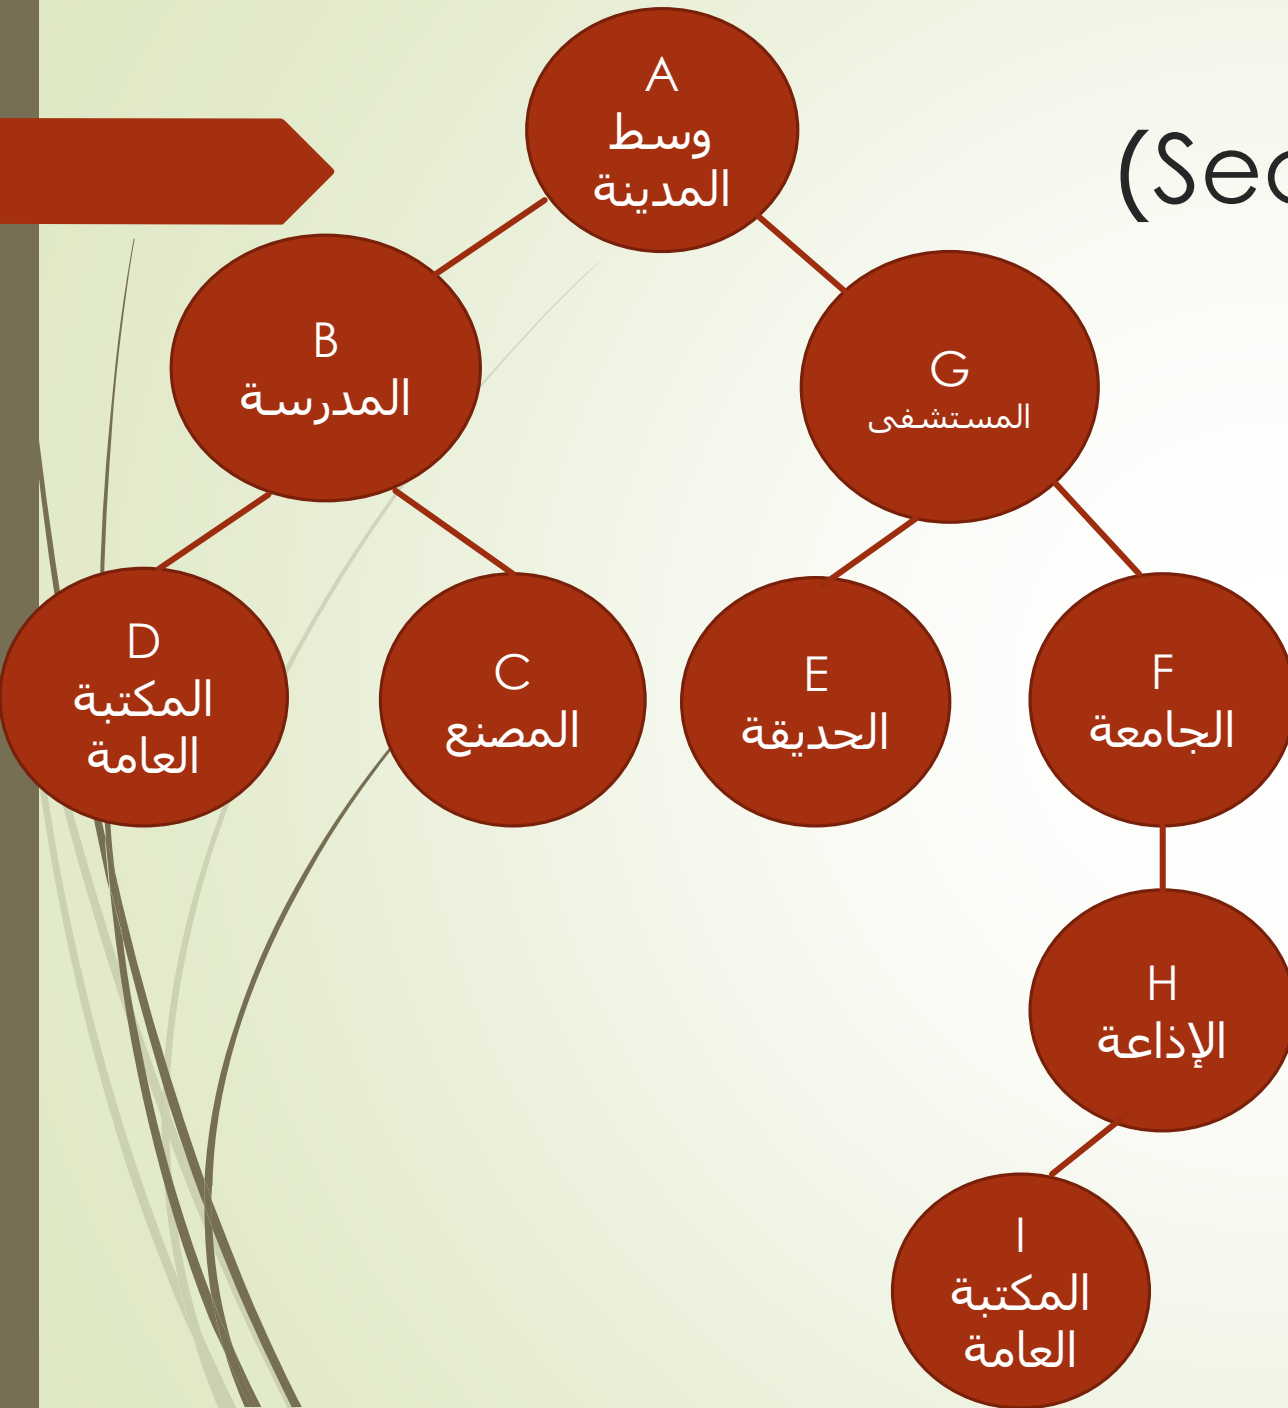 A
وسط
المدينة
(Sec
B
المدرسة
G
المستشفى
D
المكتبة
العامة
C
المصنع
E
الحديقة
F
الجامعة
H
الإذاعة
I
المكتبة
العامة